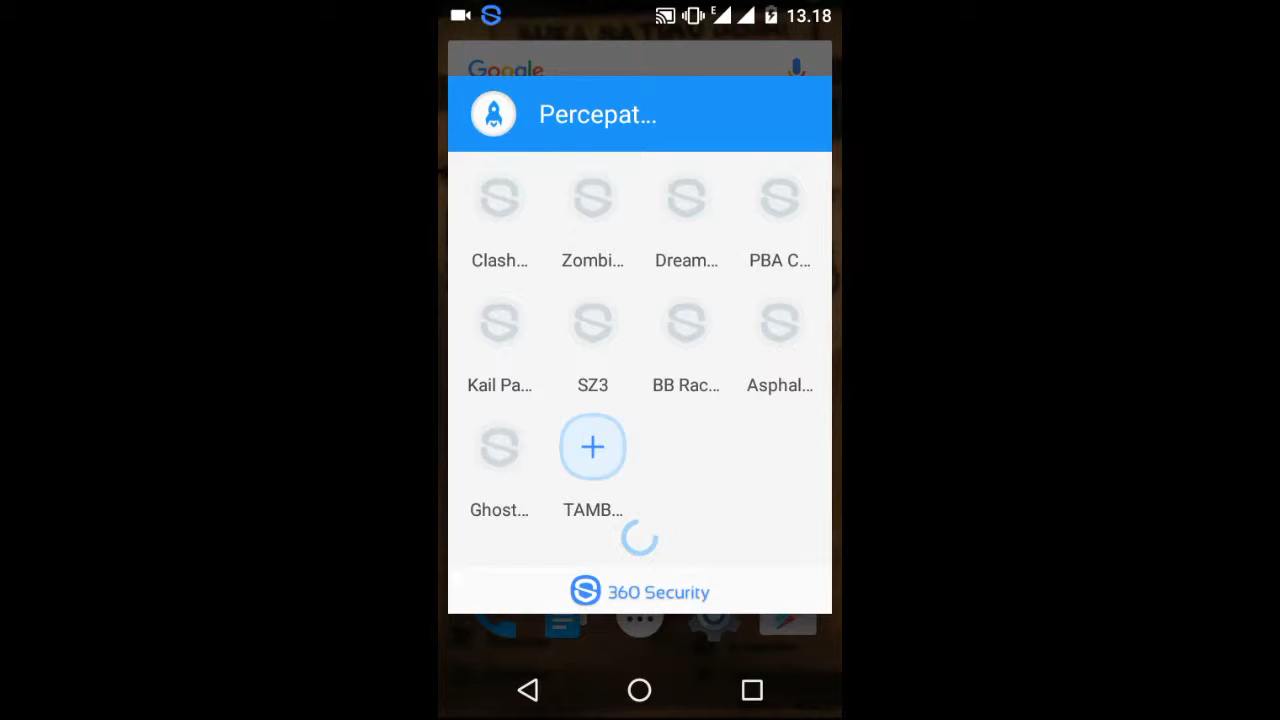 E 13.18
Google
Percepat...
Clash... Zombi... Dream... PBA C...
Kail Pa... SZ3 BB Rac... Asphal...
Ghost... TAMB...
360 Security